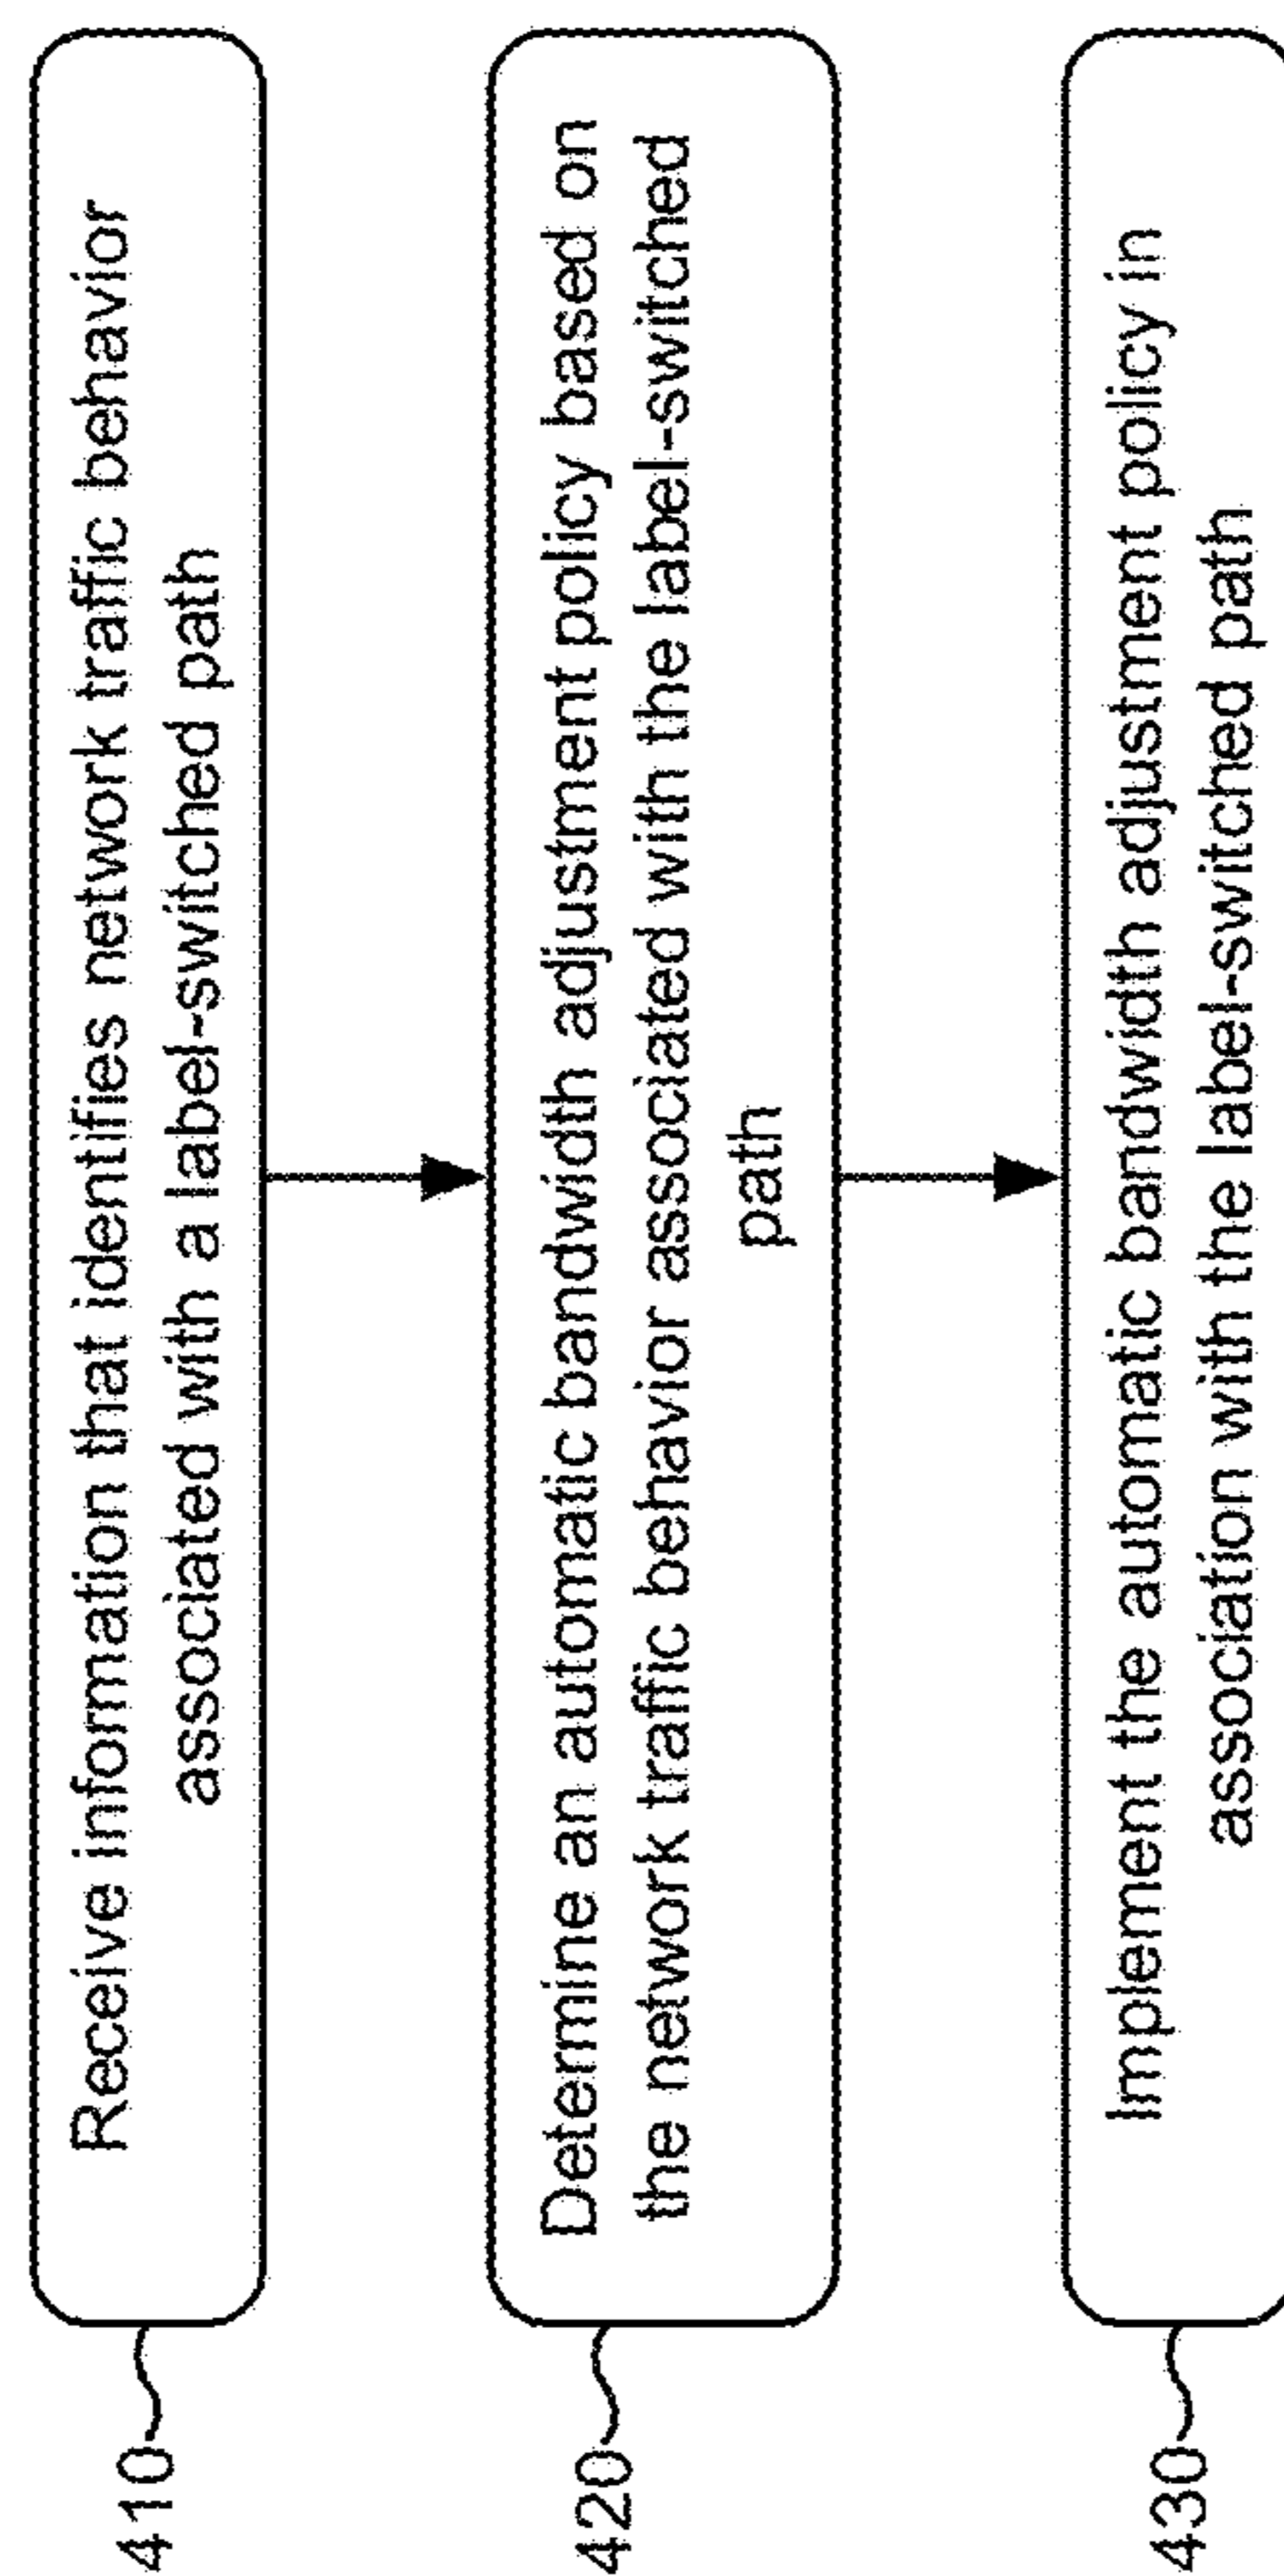 410
Receive information that identifies network traffic behavior
associated with a label-switched path
420
Determine an automatic bandwidth adjustment policy based on
the network traffic behavior associated with the label-switched
path
430
Implement the automatic bandwidth adjustment policy in
association with the label-switched path